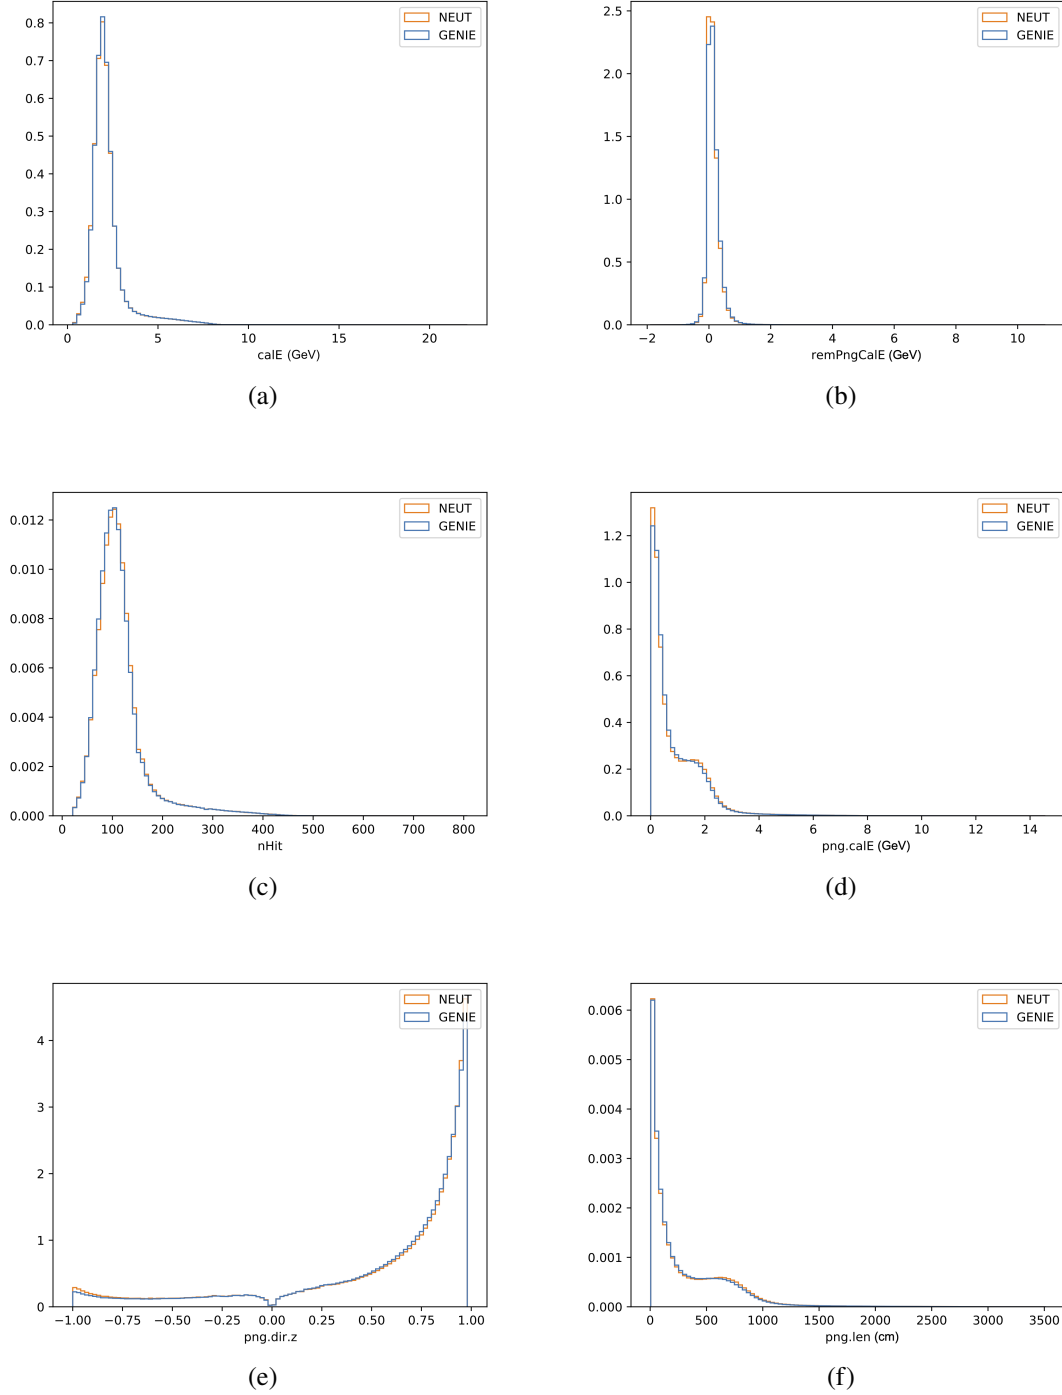 0.8
0.7
0.6
0.5
0.4
0.3
0.2
0.1
0.0
0 5 10 15 20
calE (GeV)
NEUT
GENIE
(a)
2.5
2.0
1.5
1.0
0.5
0.0
−2 0 2 4 6 8 10
remPngCalE (GeV)
NEUT
GENIE
(b)
0.012
0.010
0.008
0.006
0.004
0.002
0.000
0 100 200 300 400 500 600 700 800
nHit
NEUT
GENIE
(c)
1.2
1.0
0.8
0.6
0.4
0.2
0.0
0 2 4 6 8 10 12 14
png.calE (GeV)
NEUT
GENIE
(d)
4
3
2
1
0
−1.00 −0.75 −0.50 −0.25 0.00 0.25 0.50 0.75 1.00
png.dir.z
NEUT
GENIE
(e)
0.006
0.005
0.004
0.003
0.002
0.001
0.000
0 500 1000 1500 2000 2500 3000 3500
png.len (cm)
NEUT
GENIE
(f)